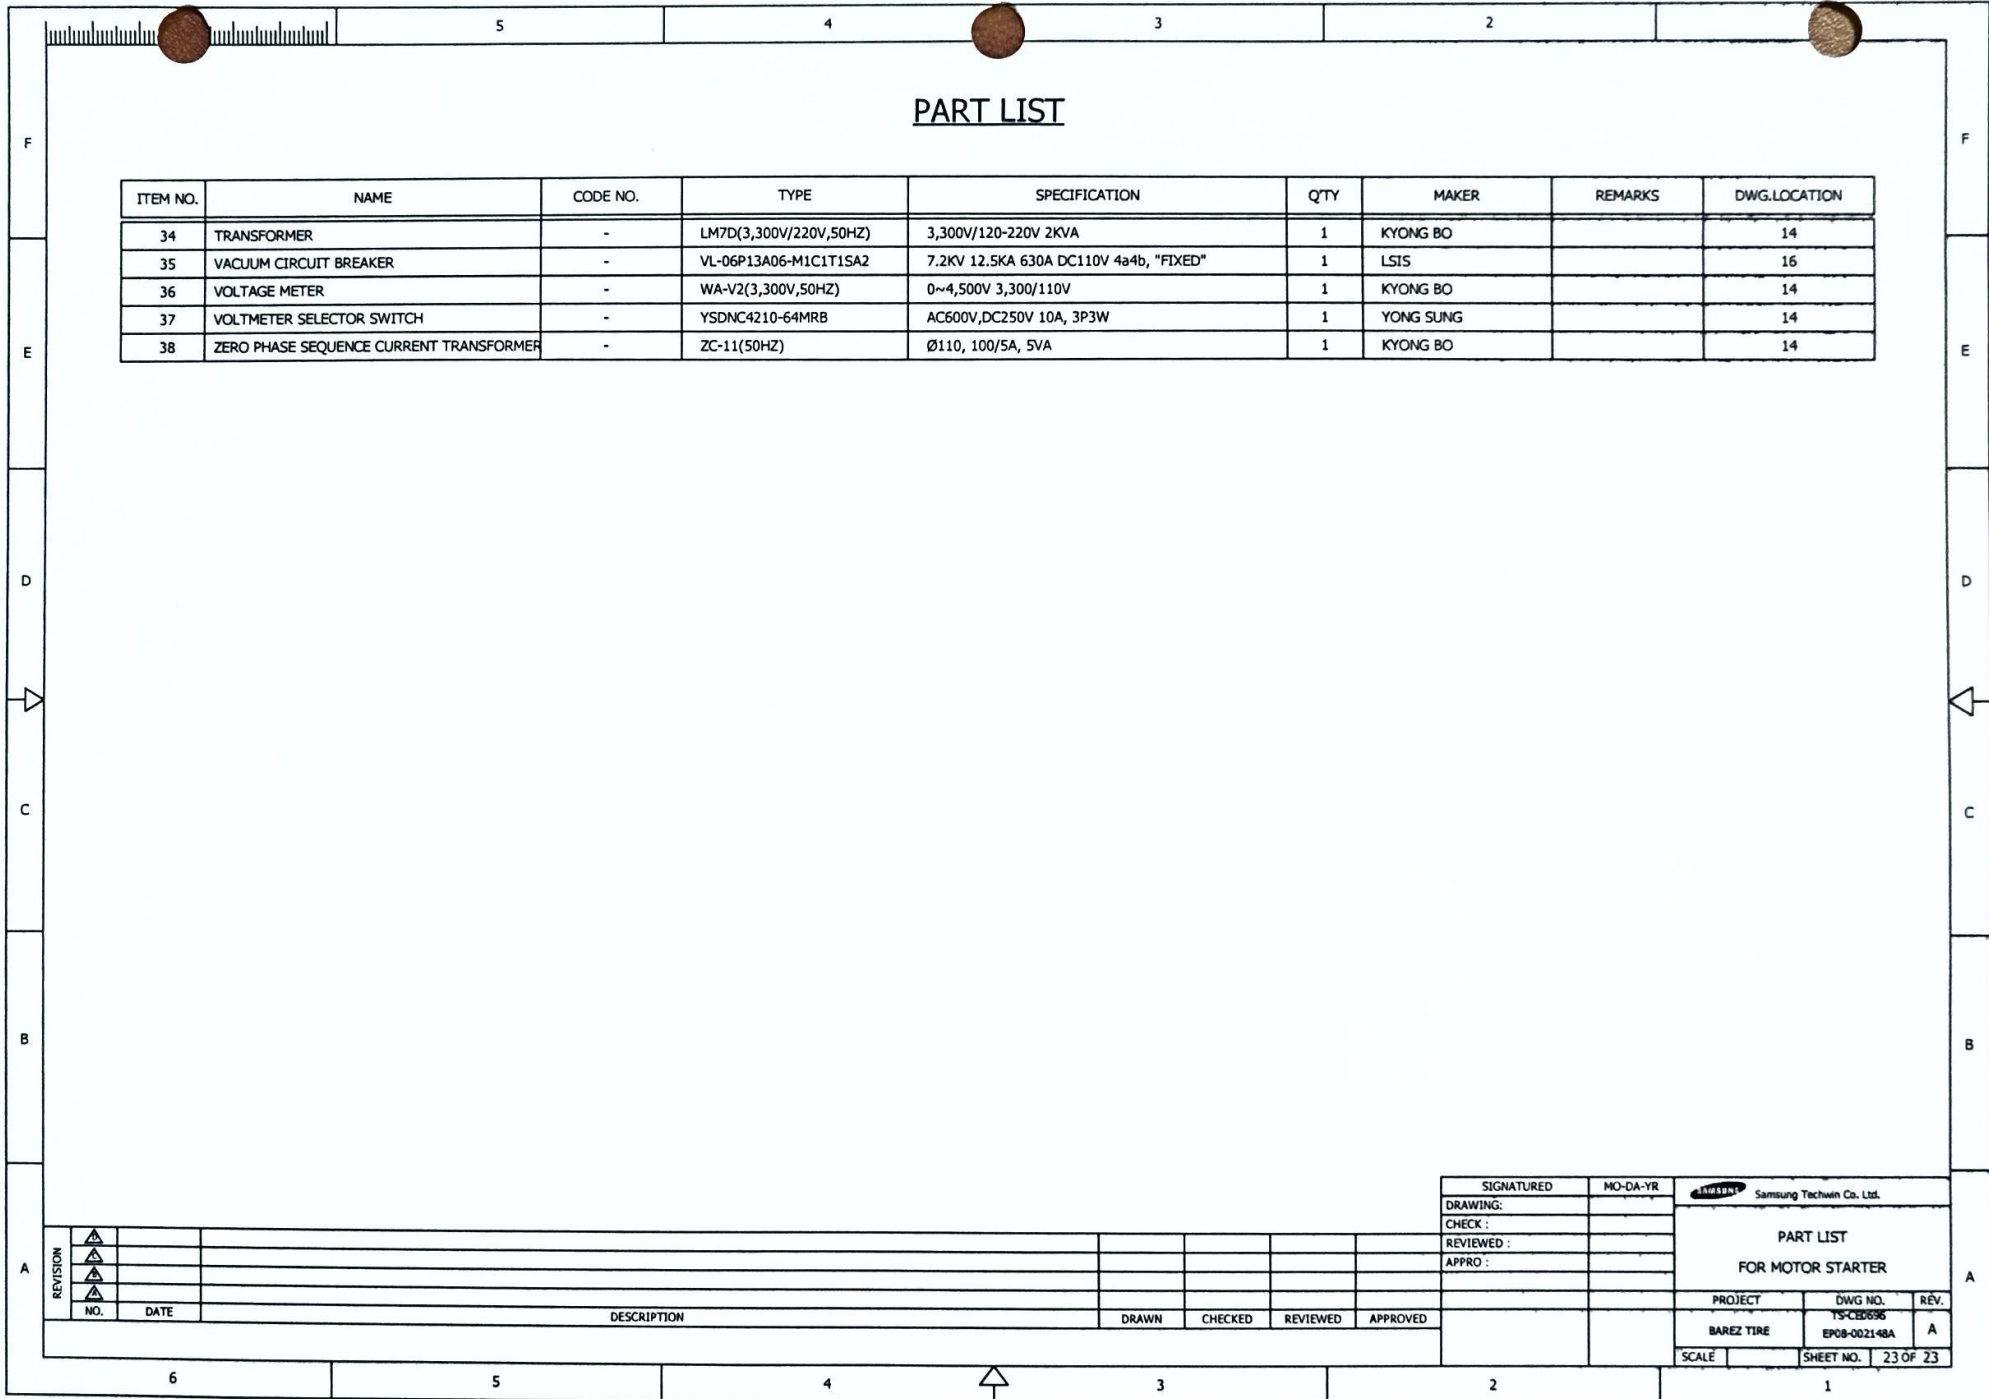 5 4 3 2
PART LIST
F F
ITEM NO. NAME CODE NO. TYPE SPECIFICATION Q'TY MAKER REMARKS DWG.LOCATION
34 TRANSFORMER - LM7D(3,300V/220V,50HZ) 3,300V/120-220V 2KVA 1 KYONG BO 14
35 VACUUM CIRCUIT BREAKER - VL-06P13A06-M1C1T1SA2 7.2KV 12.5KA 630A DC110V 4a4b, "FIXED" 1 LSIS 16
36 VOLTAGE METER - WA-V2(3,300V,50HZ) 0~4,500V 3,300/110V 1 KYONG BO 14
37 VOLTMETER SELECTOR SWITCH - YSDNC4210-64MRB AC600V,DC250V 10A, 3P3W 1 YONG SUNG 14
38 ZERO PHASE SEQUENCE CURRENT TRANSFORMER - ZC-11(50HZ) Ø110, 100/5A, 5VA 1 KYONG BO 14
E E
D D
C C
B B
A A
SIGNATURED MO-DA-YR
DRAWING:
CHECK :
REVIEWED :
APPRO :
SAMSUNG Samsung Techwin Co. Ltd.
PART LIST
FOR MOTOR STARTER
PROJECT DWG NO. REV.
BAREZ TIRE TS-CE0696
EP08-002148A A
SCALE SHEET NO. 23 OF 23
REVISION
D
C
B
A
NO. DATE DESCRIPTION DRAWN CHECKED REVIEWED APPROVED
6 5 4 3 2 1